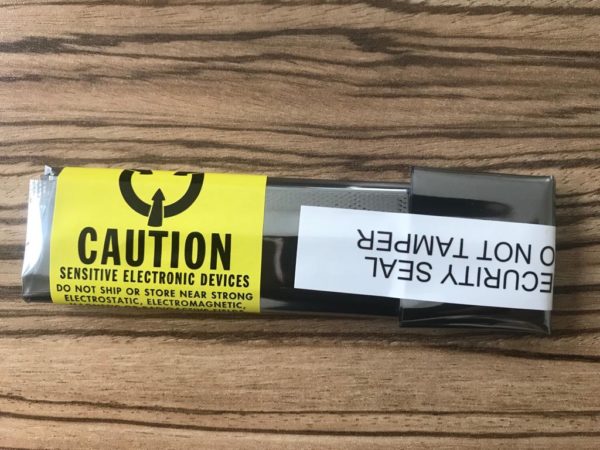 CAUTION
SENSITIVE ELECTRONIC DEVICES
DO NOT SHIP OR STORE NEAR STRONG
ELECTROSTATIC, ELECTROMAGNETIC,
ECURITY SEAL
O NOT TAMPER